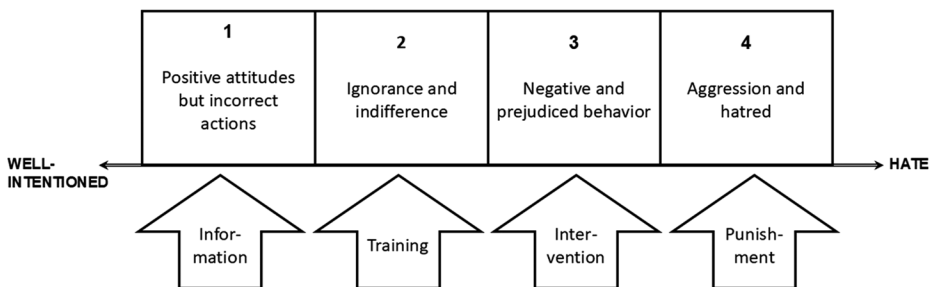 1
Positive attitudes
but incorrect
actions
2
Ignorance and
indifference
3
Negative and
prejudiced behavior
4
Aggression and
hatred
WELL-
INTENTIONED
HATE
Infor-
mation
Training
Inter-
vention
Punish-
ment